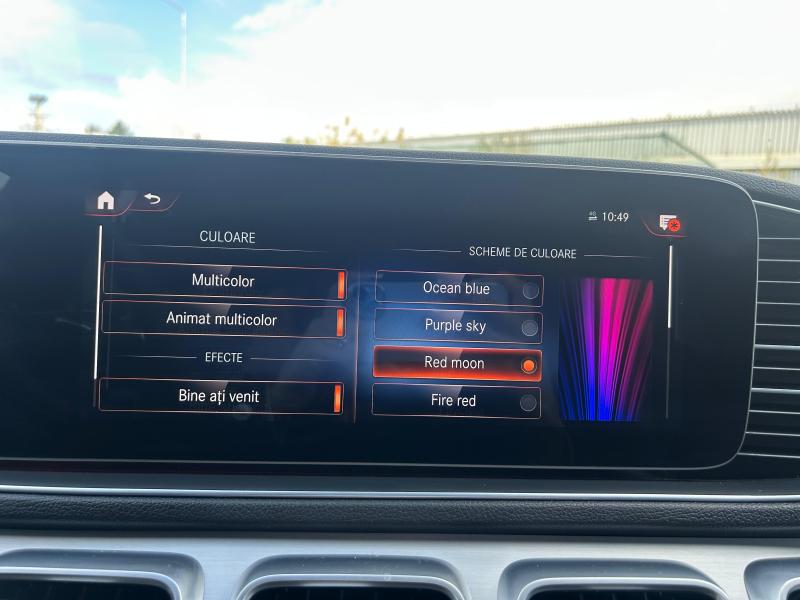 4G 10:49
CULOARE
Multicolor
Animat multicolor
EFECTE
Bine ați venit
SCHEME DE CULOARE
Ocean blue
Purple sky
Red moon
Fire red